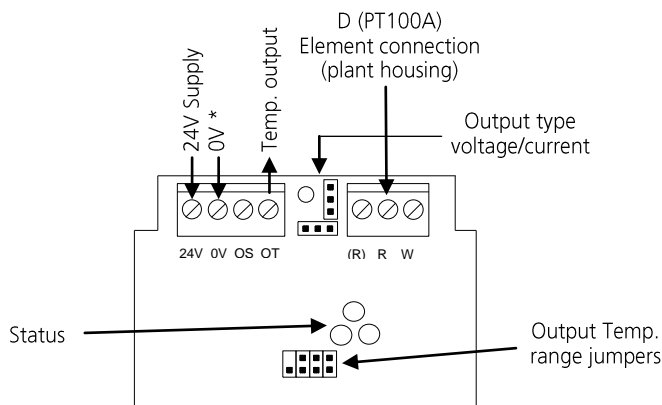 D (PT100A)
Element connection
(plant housing)
24V Supply
0V *
Temp. output
Output type
voltage/current
24V 0V OS OT
(R) R W
Status
Output Temp.
range jumpers